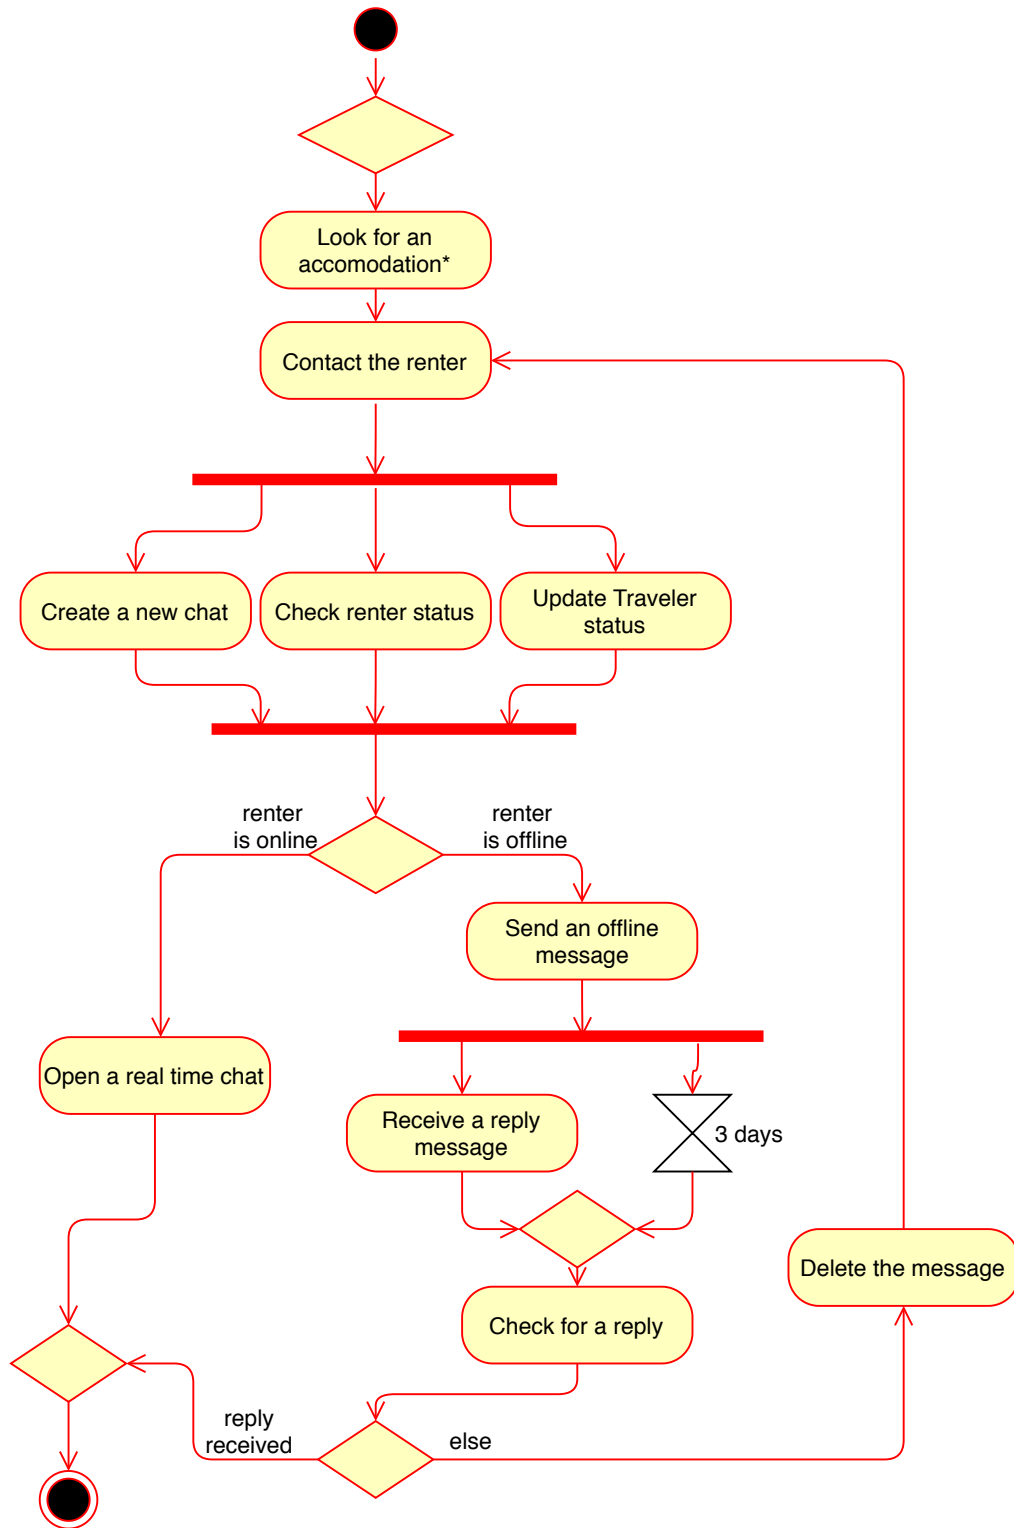 Look for an
accomodation*
Contact the renter
Create a new chat
Check renter status
Update Traveler
status
renter
is online
renter
is offline
Send an offline
message
Open a real time chat
Receive a reply
message
3 days
Delete the message
Check for a reply
reply
received
else